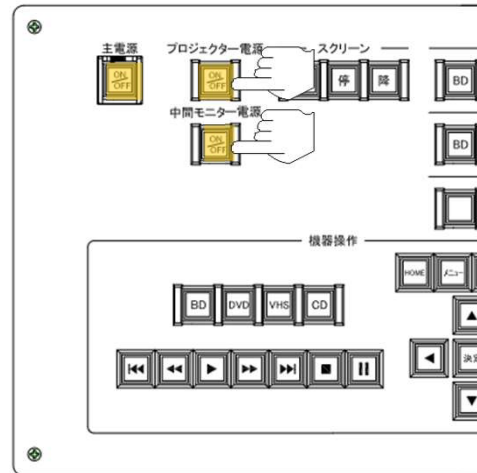 主電源
プロジェクター電源
スクリーン
ON/OFF
ON/OFF
停
降
BD
中間モニター電源
ON/OFF
BD
機器操作
HOME
メニュー
BD
DVD
VHS
CD
決定